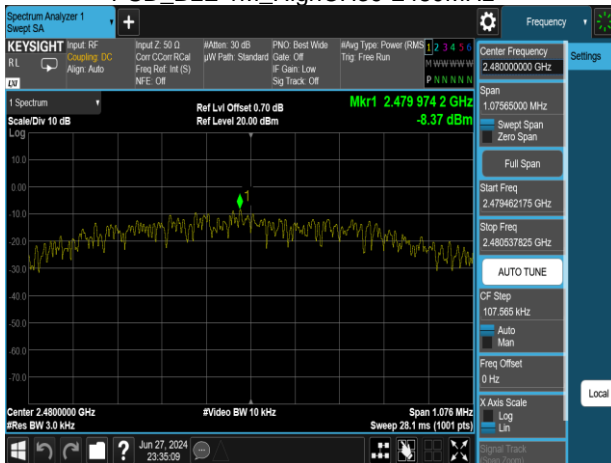 PSD_BLE 1M_HighCH39-2480MHz
Spectrum Analyzer 1
Swept SA
Frequency
KEYSIGHT
RL
LXI
Input: RF
Coupling: DC
Align: Auto
Input Z: 50 Ω
Corr CCorr RCal
Freq Ref: Int (S)
NFE: Off
#Atten: 30 dB
µW Path: Standard
PNO: Best Wide
Gate: Off
IF Gain: Low
Sig Track: Off
#Avg Type: Power (RMS
Trig: Free Run
1 2 3 4 5 6
M W W W W W
P N N N N N
Center Frequency
2.480000000 GHz
Settings
1 Spectrum
Scale/Div 10 dB
Ref Lvl Offset 0.70 dB
Ref Level 20.00 dBm
Mkr1 2.479 974 2 GHz
-8.37 dBm
Span
1.07565000 MHz
Swept Span
Zero Span
Full Span
Start Freq
2.479462175 GHz
Stop Freq
2.480537825 GHz
AUTO TUNE
CF Step
107.565 kHz
Auto
Man
Freq Offset
0 Hz
X Axis Scale
Log
Lin
Signal Track
(Span Zoom)
Local
Log
10.0
0.00
-10.0
-20.0
-30.0
-40.0
-50.0
-60.0
-70.0
1
Center 2.4800000 GHz
#Res BW 3.0 kHz
#Video BW 10 kHz
Span 1.076 MHz
Sweep 28.1 ms (1001 pts)
?
Jun 27, 2024
23:35:09